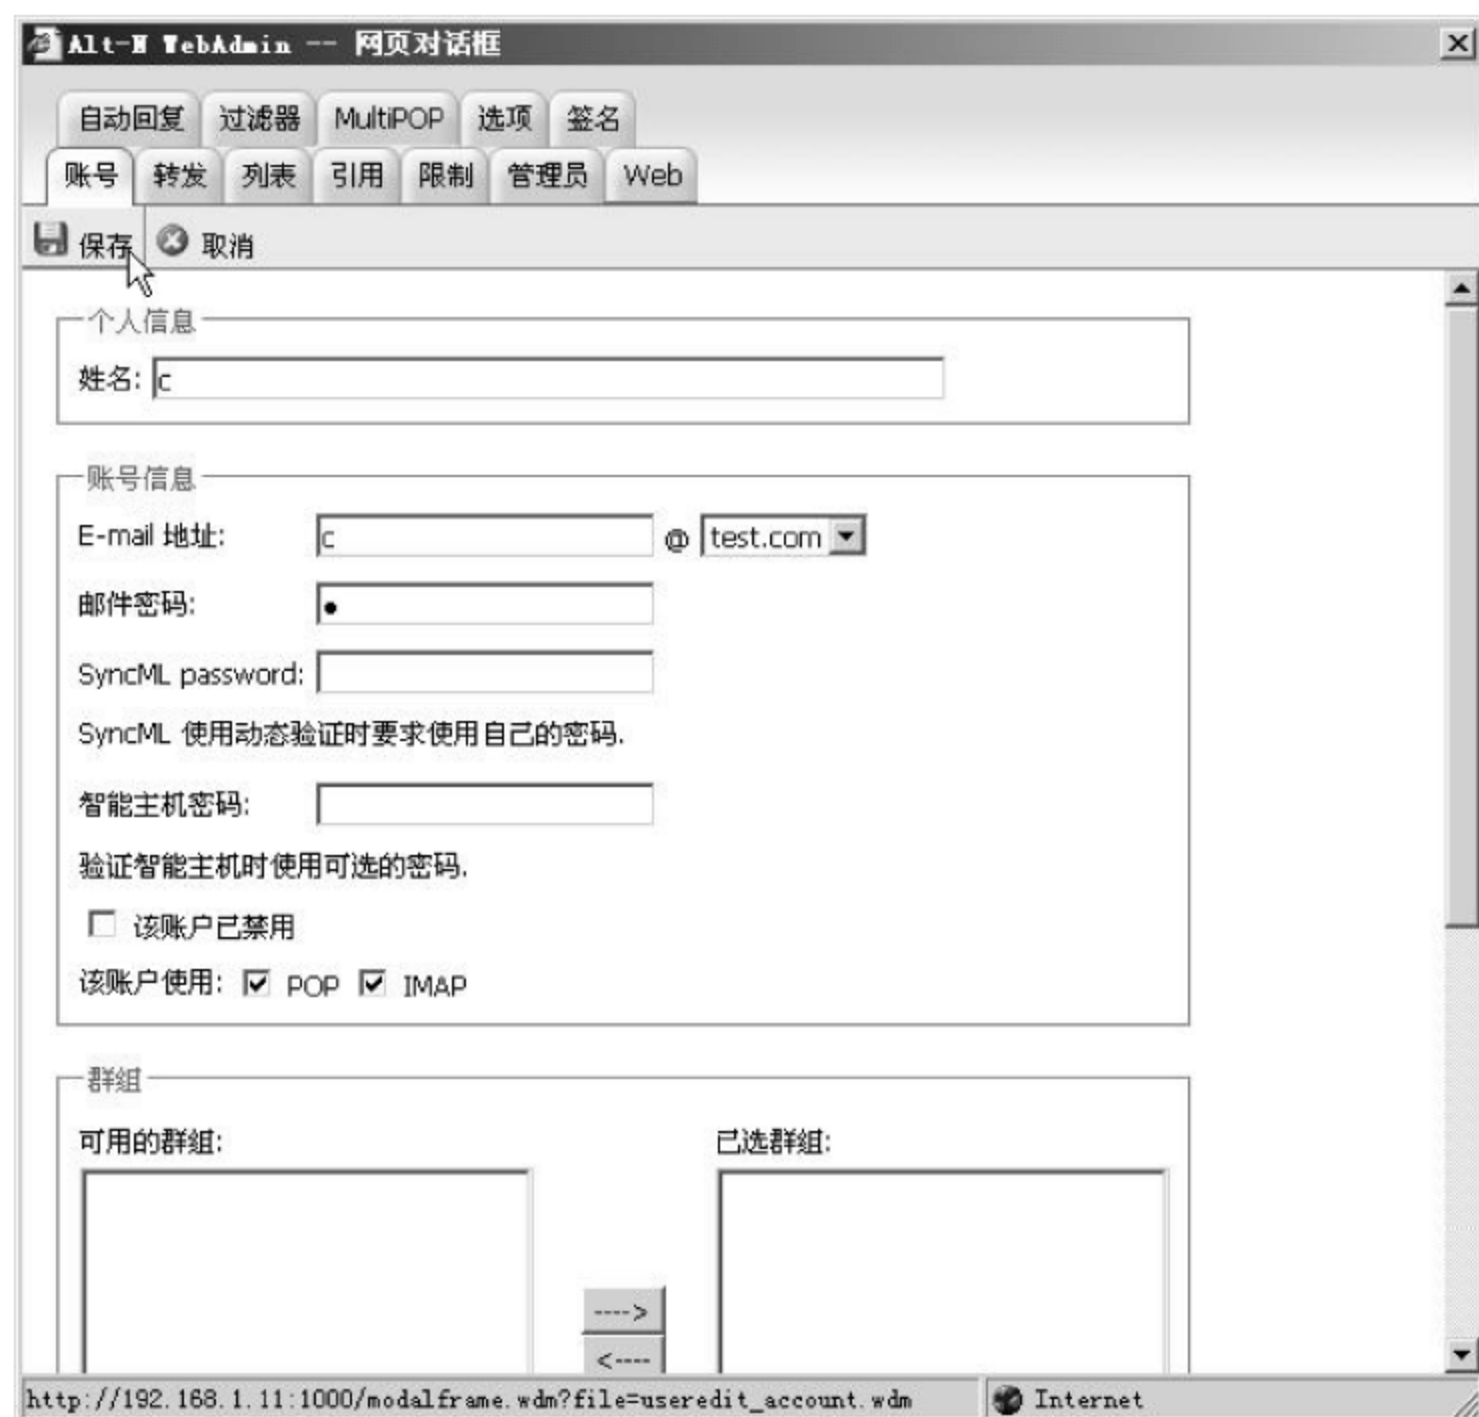 Alt-N WebAdmin -- 网页对话框
自动回复 过滤器 MultiPOP 选项 签名
账号 转发 列表 引用 限制 管理员 Web
保存 取消
个人信息
姓名: c
账号信息
E-mail 地址: c @ test.com
邮件密码: ●
SyncML password:
SyncML 使用动态验证时要求使用自己的密码.
智能主机密码:
验证智能主机时使用可选的密码.
该账户已禁用
该账户使用: POP IMAP
群组
可用的群组: 已选群组:
---->
<----
http://192.168.1.11:1000/modalframe.wdm?file=useredit_account.wdm Internet